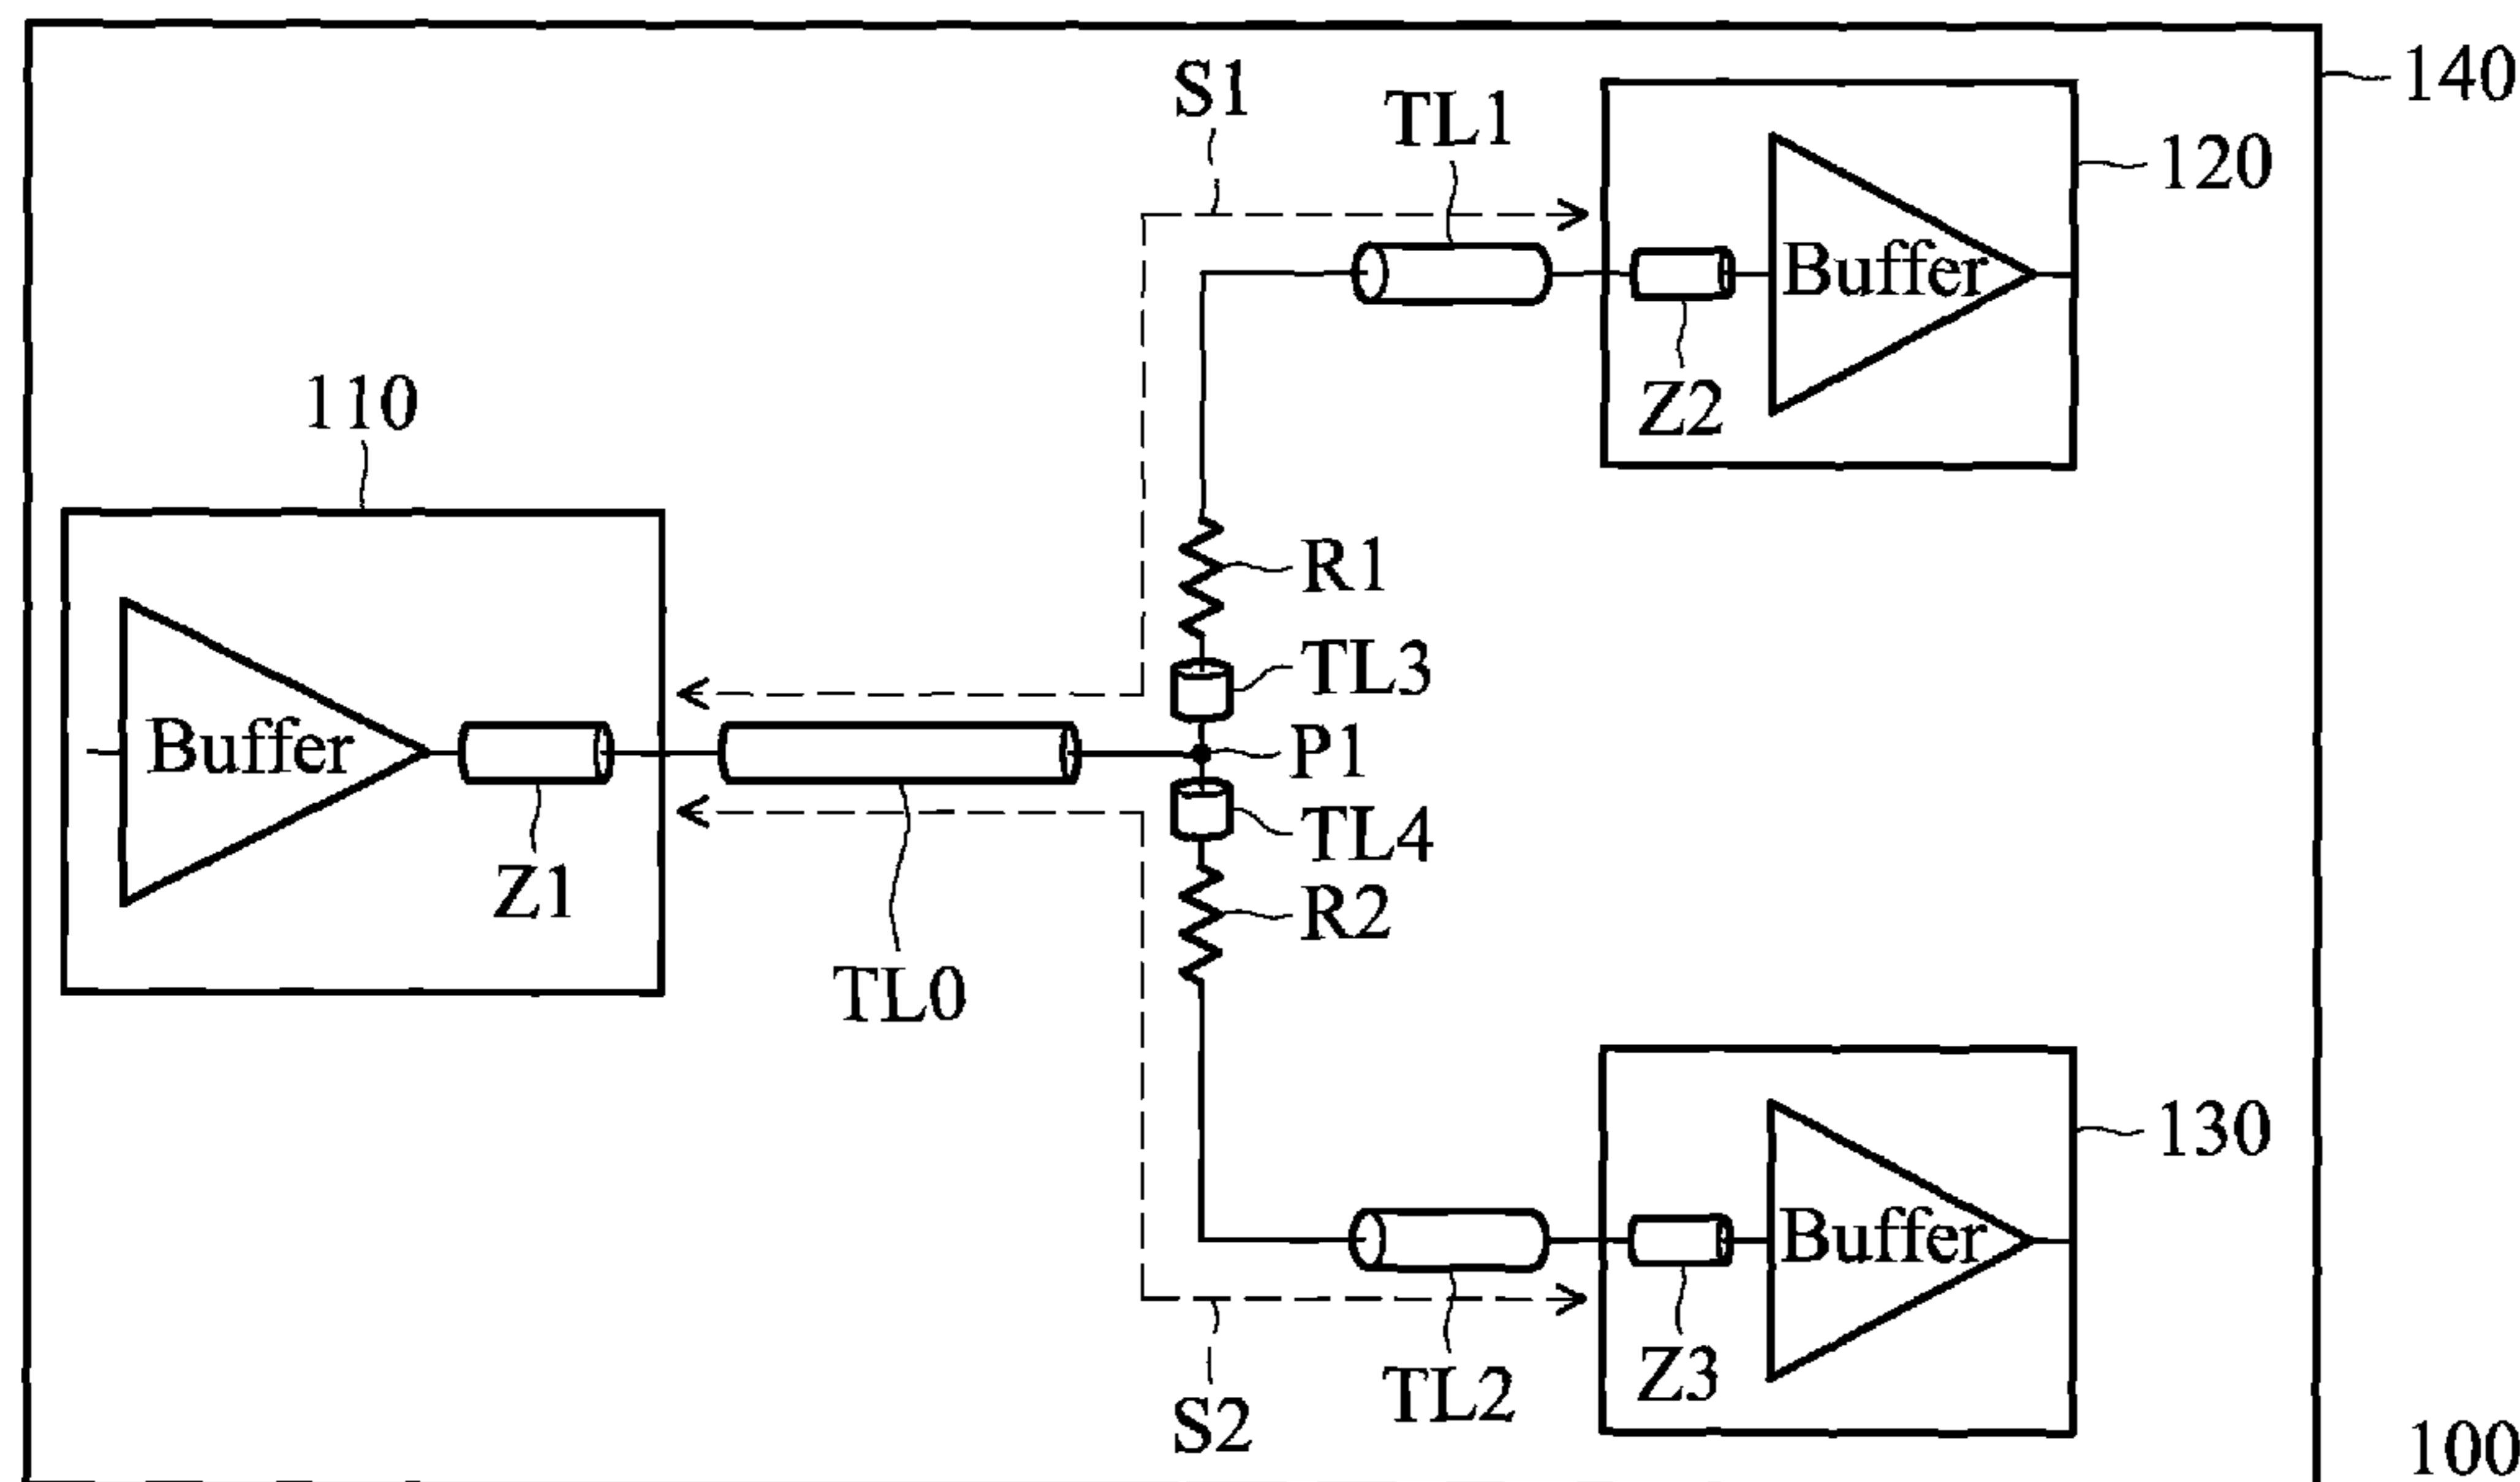 140
S1
TL1
120
Buffer
Z2
110
R1
TL3
P1
Buffer
TL4
Z1
R2
TL0
130
Buffer
Z3
TL2
S2
100